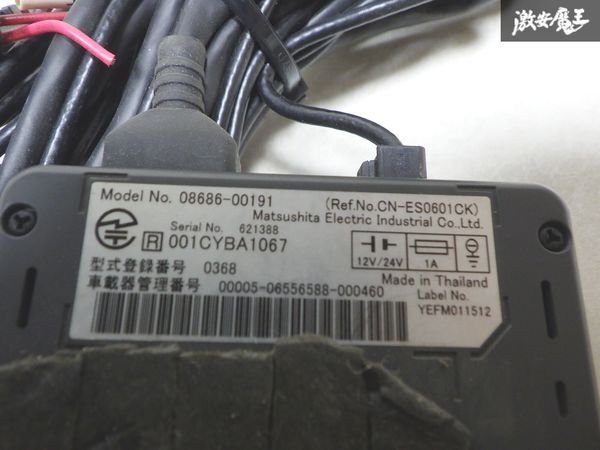 激安魔王
Model No. 08686-00191 (Ref.No.CN-ES0601CK)
Matsushita Electric Industrial Co.,Ltd.
Serial No. 621388
R 001CYBA1067
12V/24V 1A
型式登録番号 0368
Made in Thailand
車載器管理番号 00005-06556588-000460
Label No.
YEFM011512